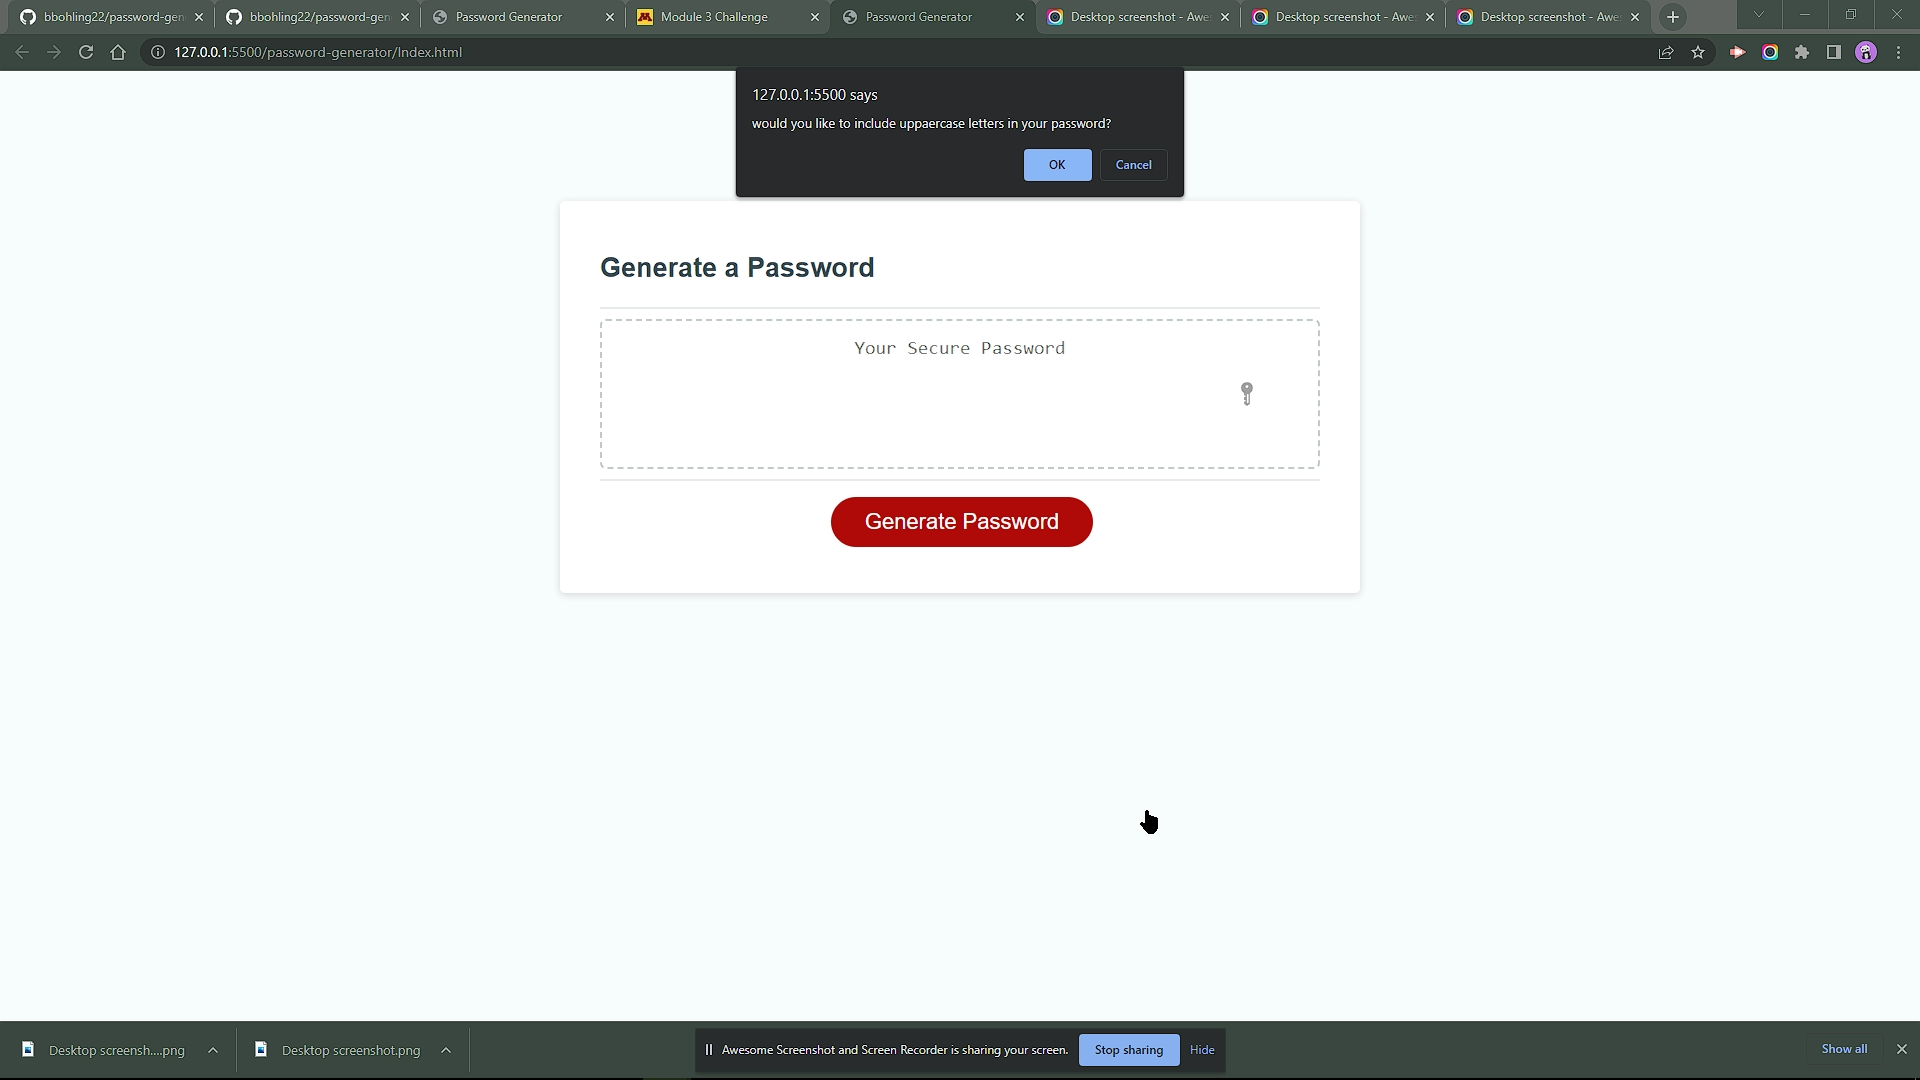 bbohling22/password-gen
bbohling22/password-gen
Password Generator
Module 3 Challenge
Password Generator
Desktop screenshot - Awe
Desktop screenshot - Awe
Desktop screenshot - Awe
127.0.0.1:5500/password-generator/Index.html
127.0.0.1:5500 says
would you like to include uppaercase letters in your password?
OK
Cancel
Generate a Password
Your Secure Password
Generate Password
Desktop screensh....png
Desktop screenshot.png
Awesome Screenshot and Screen Recorder is sharing your screen.
Stop sharing
Hide
Show all